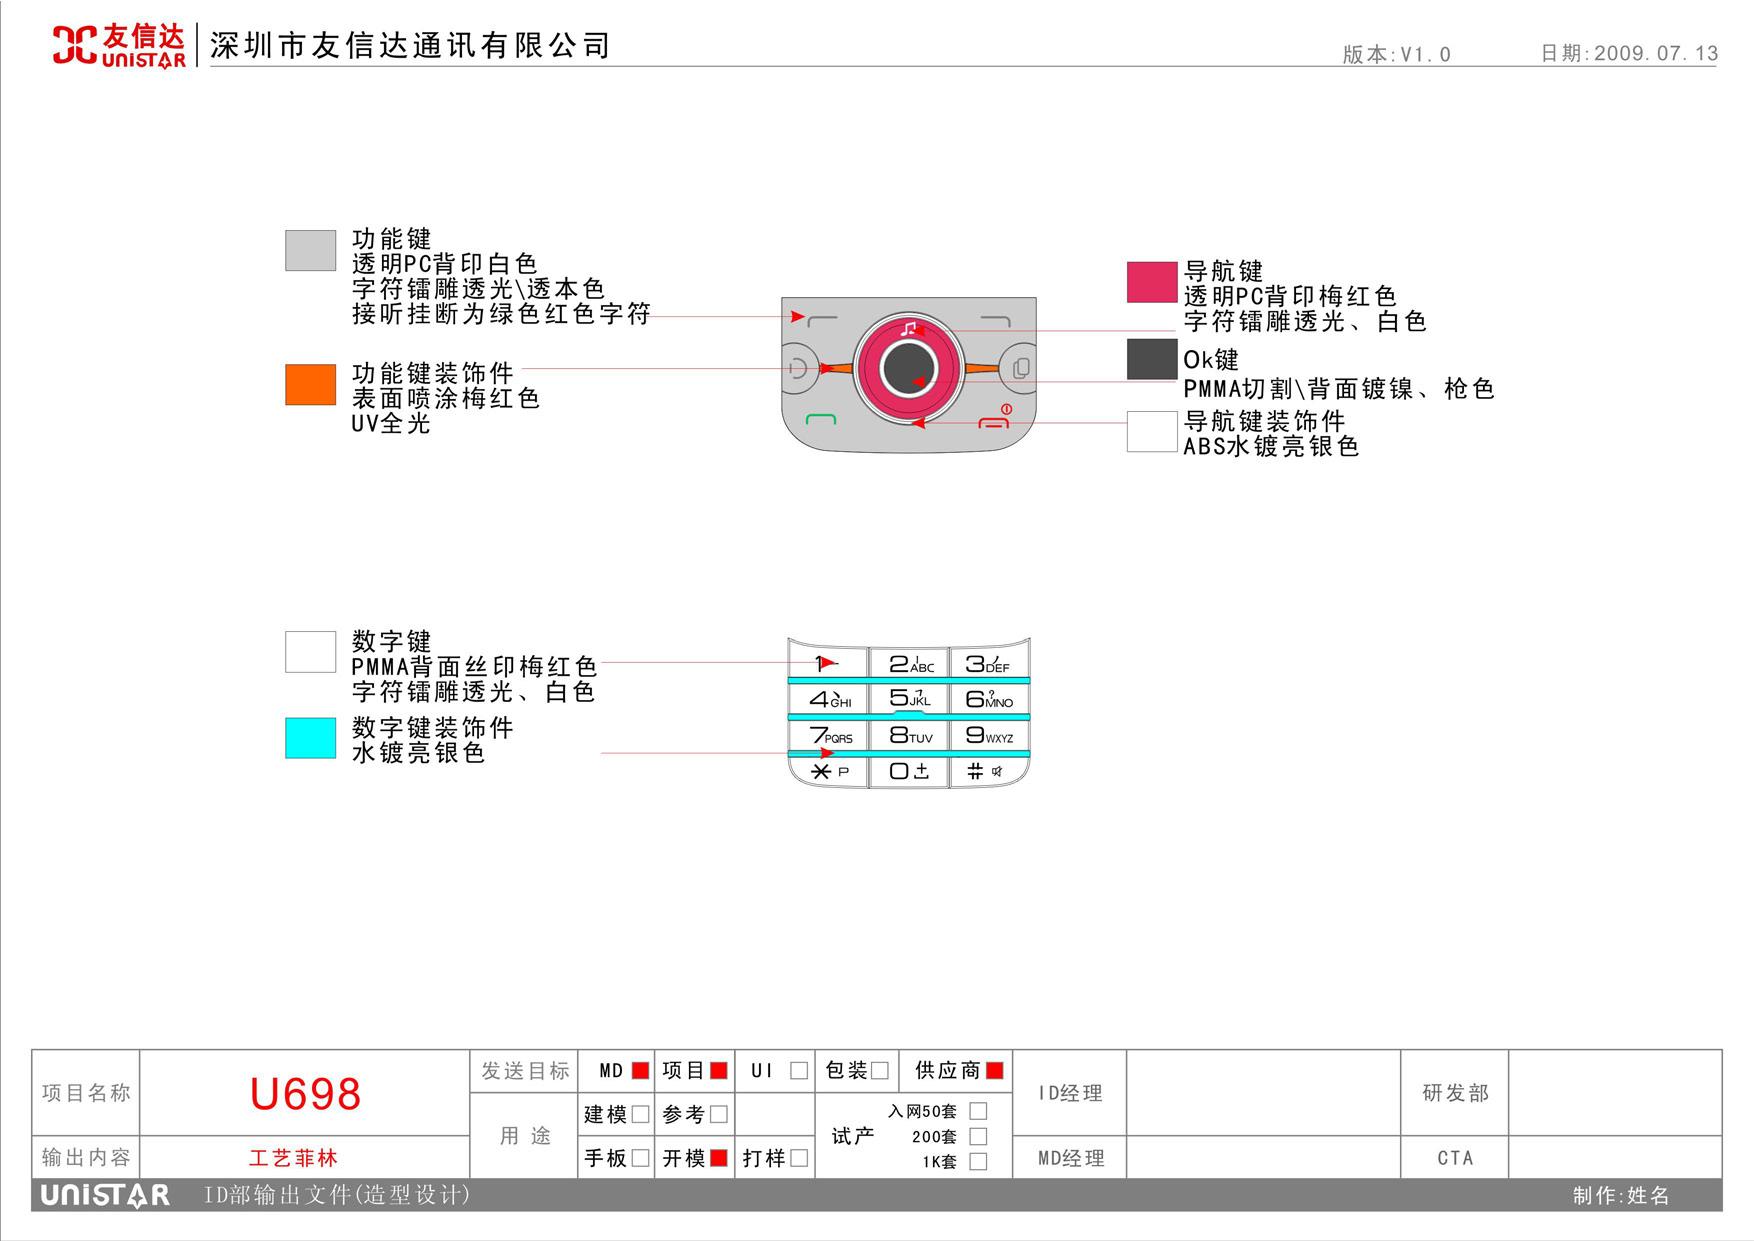 友信达
UNISTAR
深圳市友信达通讯有限公司
版本:V1.0
日期:2009.07.13
功能键
透明PC背印白色
字符镭雕透光\透本色
接听挂断为绿色红色字符
功能键装饰件
表面喷涂梅红色
UV全光
导航键
透明PC背印梅红色
字符镭雕透光、白色
Ok键
PMMA切割\背面镀镍、枪色
导航键装饰件
ABS水镀亮银色
数字键
PMMA背面丝印梅红色
字符镭雕透光、白色
数字键装饰件
水镀亮银色
1 2ABC 3DEF
4GHI 5JKL 6MNO
7PQRS 8TUV 9WXYZ
* P 0 #
项目名称 U698
输出内容 工艺菲林
发送目标 MD 项目 UI 包装 供应商
用 途 建模 参考
手板 开模 打样
试产 入网50套
200套
1K套
ID经理 研发部
MD经理 CTA
UNISTAR ID部输出文件(造型设计) 制作:姓名